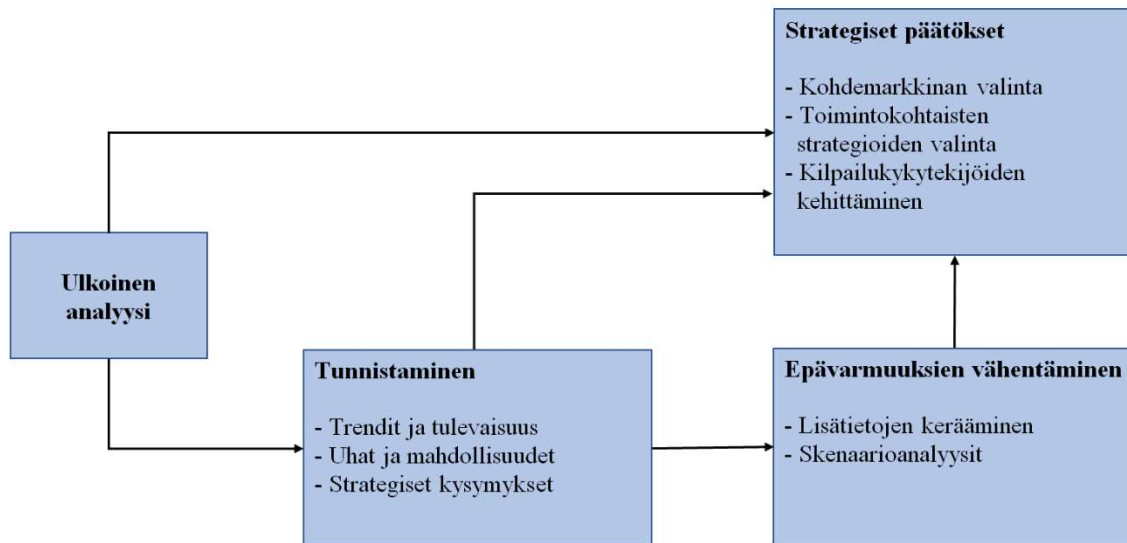 Strategiset päätökset
- Kohdemarkkinan valinta
- Toimintokohtaisten
strategioiden valinta
- Kilpailukykytekijöiden
kehittäminen
Ulkoinen
analyysi
Tunnistaminen
- Trendit ja tulevaisuus
- Uhat ja mahdollisuudet
- Strategiset kysymykset
Epävarmuuksien vähentäminen
- Lisätietojen kerääminen
- Skenaarioanalyysit